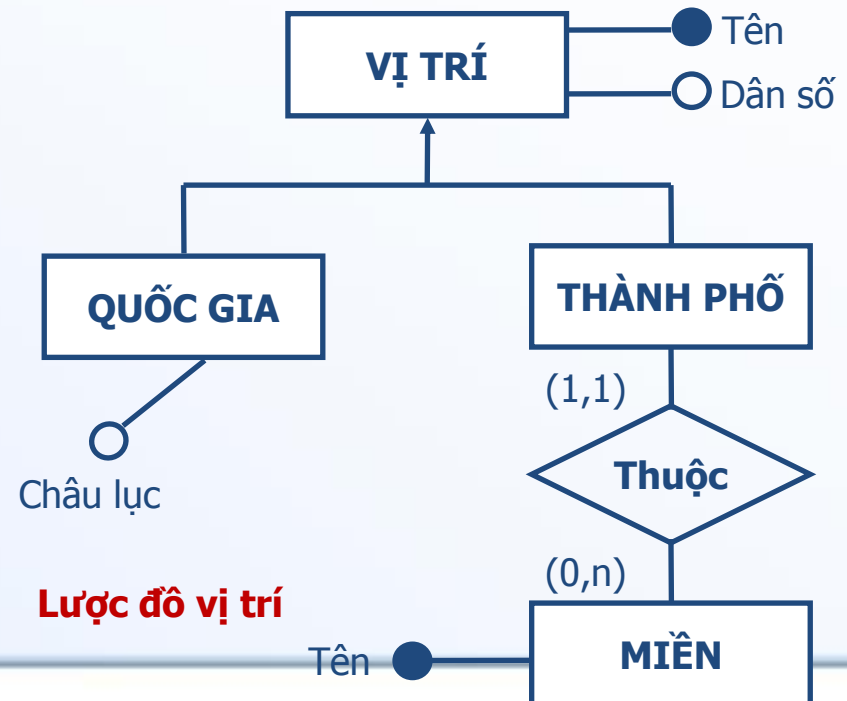 VỊ TRÍ
Tên
Dân số
QUỐC GIA
THÀNH PHỐ
(1,1)
Châu lục
Thuộc
(0,n)
Lược đồ vị trí
Tên
MIỀN